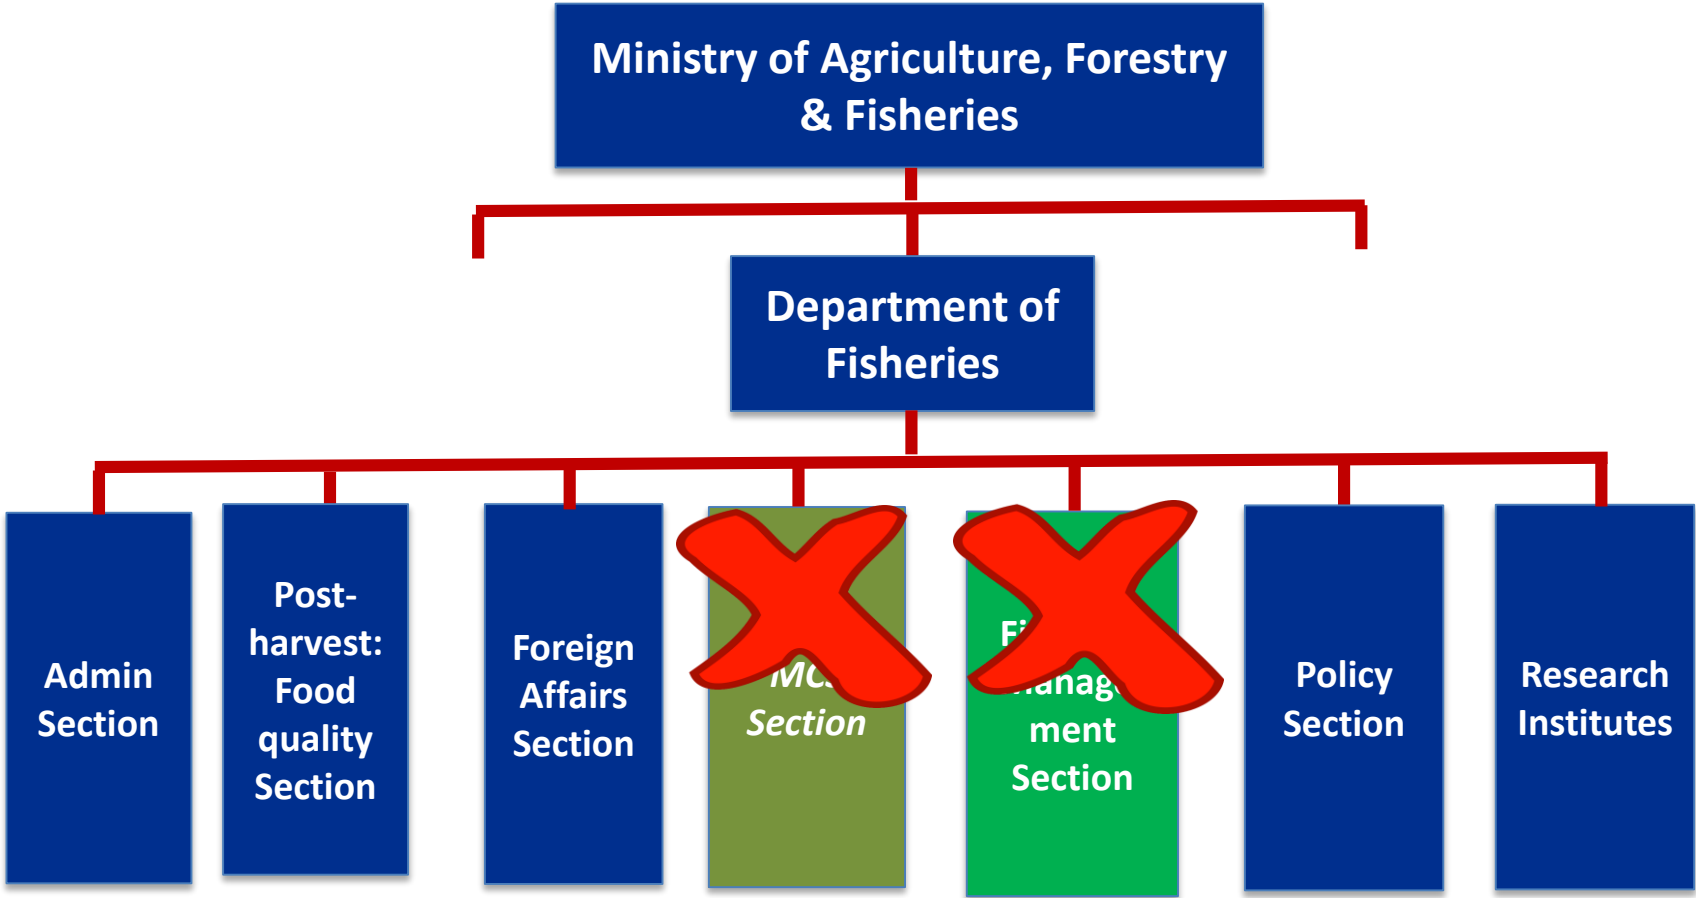 Ministry of Agriculture, Forestry
& Fisheries
Department of
Fisheries
Admin
Section
Post-
harvest:
Food
quality
Section
Foreign
Affairs
Section
Section
ment
Section
Policy
Section
Research
Institutes